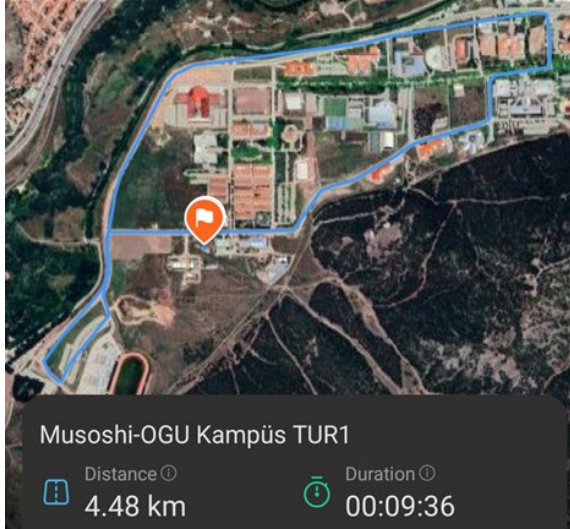 Musoshi-OGU Kampüs TUR1
Distance
Duration
4.48 km
00:09:36